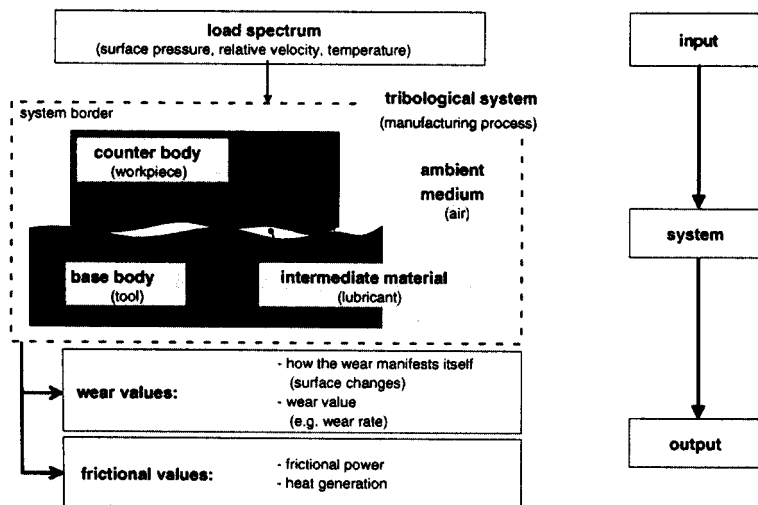 load spectrum
(surface pressure, relative velocity, temperature)
system border
tribological system
(manufacturing process)
counter body
(workpiece)
ambient
medium
(air)
base body
(tool)
intermediate material
(lubricant)
wear values:
- how the wear manifests itself
(surface changes)
- wear value
(e.g. wear rate)
frictional values:
- frictional power
- heat generation
input
system
output